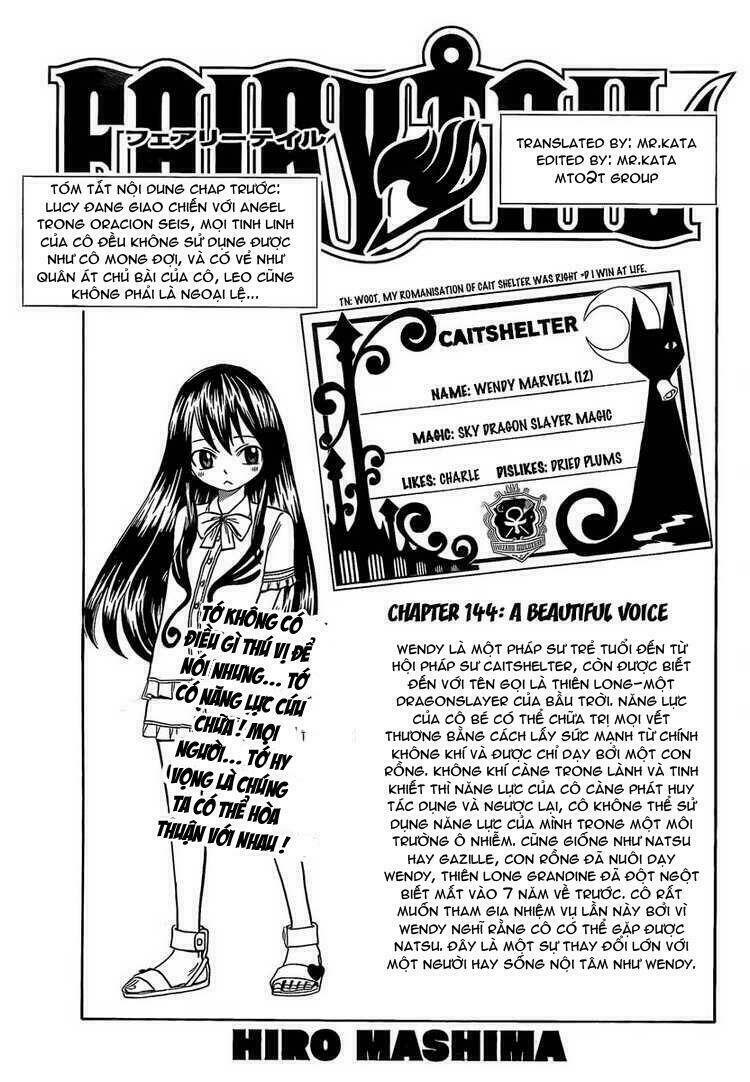 FAIRY TAIL
「フェアリーテイル
TRANSLATED BY: MR.KATA
EDITED BY: MR.KATA
MTO2T GROUP
TÓM TẮT NỘI DUNG CHAP TRƯỚC:
LUCY ĐANG GIAO CHIẾN VỚI ANGEL
TRONG ORACION SEIS, MỌI TINH LINH
CỦA CÔ ĐỀU KHÔNG SỬ DỤNG ĐƯỢC
NHƯ CÔ MONG ĐỢI, VÀ CÓ VẺ NHƯ
QUÂN ÁT CHỦ BÀI CỦA CÔ, LEO CŨNG
KHÔNG PHẢI LÀ NGOẠI LỆ...
TN: WOOT, MY ROMANISATION OF CAIT SHELTER WAS RIGHT =D I WIN AT LIFE.
CAITSHELTER
NAME: WENDY MARVELL (12)
MAGIC: SKY DRAGON SLAYER MAGIC
LIKES: CHARLE DISLIKES: DRIED PLUMS
TỚ KHÔNG CÓ
ĐIỀU GÌ THÚ VỊ ĐỂ
NÓI NHƯNG... TỚ
CÓ NĂNG LỰC CỨU
CHỮA! MỌI
NGƯỜI... TỚ HY
VỌNG LÀ CHÚNG
TA CÓ THỂ HÒA
THUẬN VỚI NHAU!
CHAPTER 144: A BEAUTIFUL VOICE
WENDY LÀ MỘT PHÁP SƯ TRẺ TUỔI ĐẾN TỪ
HỘI PHÁP SƯ CAITSHELTER, CÒN ĐƯỢC BIẾT
ĐẾN VỚI TÊN GỌI LÀ THIÊN LONG-MỘT
DRAGONSLAYER CỦA BẦU TRỜI. NĂNG LỰC
CỦA CÔ BÉ CÓ THỂ CHỮA TRỊ MỌI VẾT
THƯƠNG BẰNG CÁCH LẤY SỨC MẠNH TỪ CHÍNH
KHÔNG KHÍ VÀ ĐƯỢC CHỈ DẠY BỞI MỘT CON
RỒNG. KHÔNG KHÍ CÀNG TRONG LÀNH VÀ TINH
KHIẾT THÌ NĂNG LỰC CỦA CÔ CÀNG PHÁT HUY
TÁC DỤNG VÀ NGƯỢC LẠI, CÔ KHÔNG THỂ SỬ
DỤNG NĂNG LỰC CỦA MÌNH TRONG MỘT MÔI
TRƯỜNG Ô NHIỄM. CŨNG GIỐNG NHƯ NATSU
HAY GAZILLE, CON RỒNG ĐÃ NUÔI DẠY
WENDY, THIÊN LONG GRANDINE ĐÃ ĐỘT NGỘT
BIẾT MẤT VÀO 7 NĂM VỀ TRƯỚC. CÔ RẤT
MUỐN THAM GIA NHIỆM VỤ LẦN NÀY BỞI VÌ
WENDY NGHĨ RẰNG CÔ CÓ THỂ GẶP ĐƯỢC
NATSU. ĐÂY LÀ MỘT SỰ THAY ĐỔI LỚN VỚI
MỘT NGƯỜI HAY SỐNG NỘI TÂM NHƯ WENDY.
HIRO MASHIMA